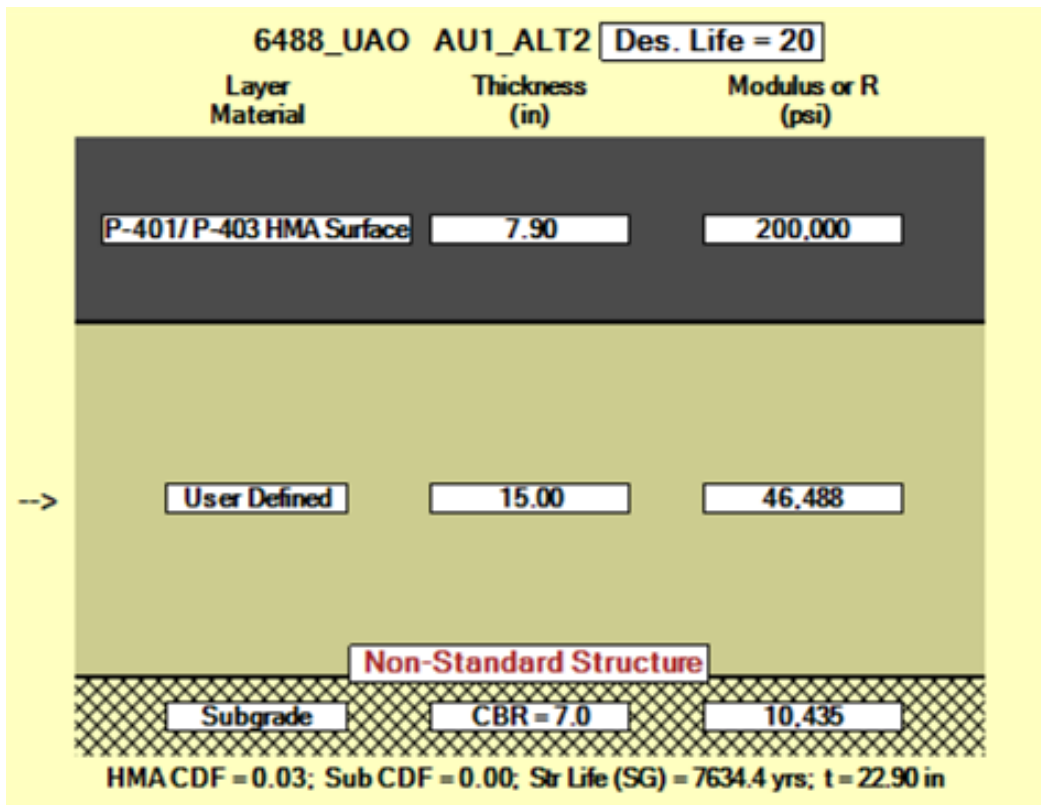 6488_UAO AU1_ALT2 Des. Life = 20
Layer Material Thickness (in) Modulus or R (psi)
P-401/ P-403 HMA Surface 7.90 200,000
--> User Defined 15.00 46,488
Non-Standard Structure
Subgrade CBR = 7.0 10,435
HMA CDF = 0.03; Sub CDF = 0.00; Str Life (SG) = 7634.4 yrs; t = 22.90 in